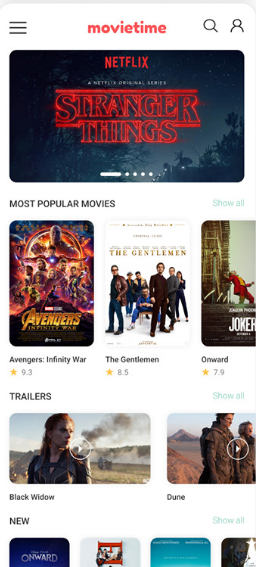 movietime
NETFLIX
A NETFLIX ORIGINAL SERIES
STRANGER
THINGS
MOST POPULAR MOVIES
Show all
AVENGERS
INFINITY WAR
THE GENTLEMEN
JOAQUIN PHOENIX
JOKER
Avengers: Infinity War
The Gentlemen
Onward
9.3
8.5
7.9
TRAILERS
Show all
Black Widow
Dune
NEW
Show all
ONWARD